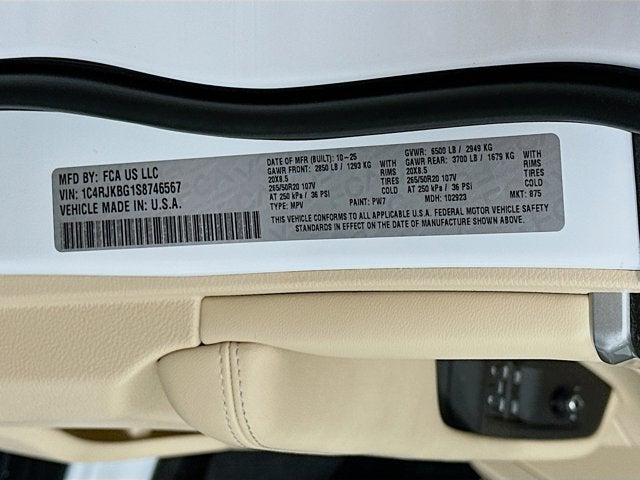 MFD BY: FCA US LLC
VIN: 1C4RJKBG1S8746567
VEHICLE MADE IN: U.S.A.
DATE OF MFR (BUILT): 10-25
GAWR FRONT: 2850 LB / 1293 KG WITH
20X8.5 TIRES
265/50R20 107V RIMS
AT 250 kPa / 36 PSI COLD
TYPE: MPV PAINT: PW7
GVWR: 6500 LB / 2949 KG
GAWR REAR: 3700 LB / 1679 KG WITH
20X8.5 TIRES
265/50R20 107V RIMS
AT 250 kPa / 36 PSI COLD
MDH: 102923 MKT: 875
THIS VEHICLE CONFORMS TO ALL APPLICABLE U.S.A. FEDERAL MOTOR VEHICLE SAFETY
STANDARDS IN EFFECT ON THE DATE OF MANUFACTURE SHOWN ABOVE.